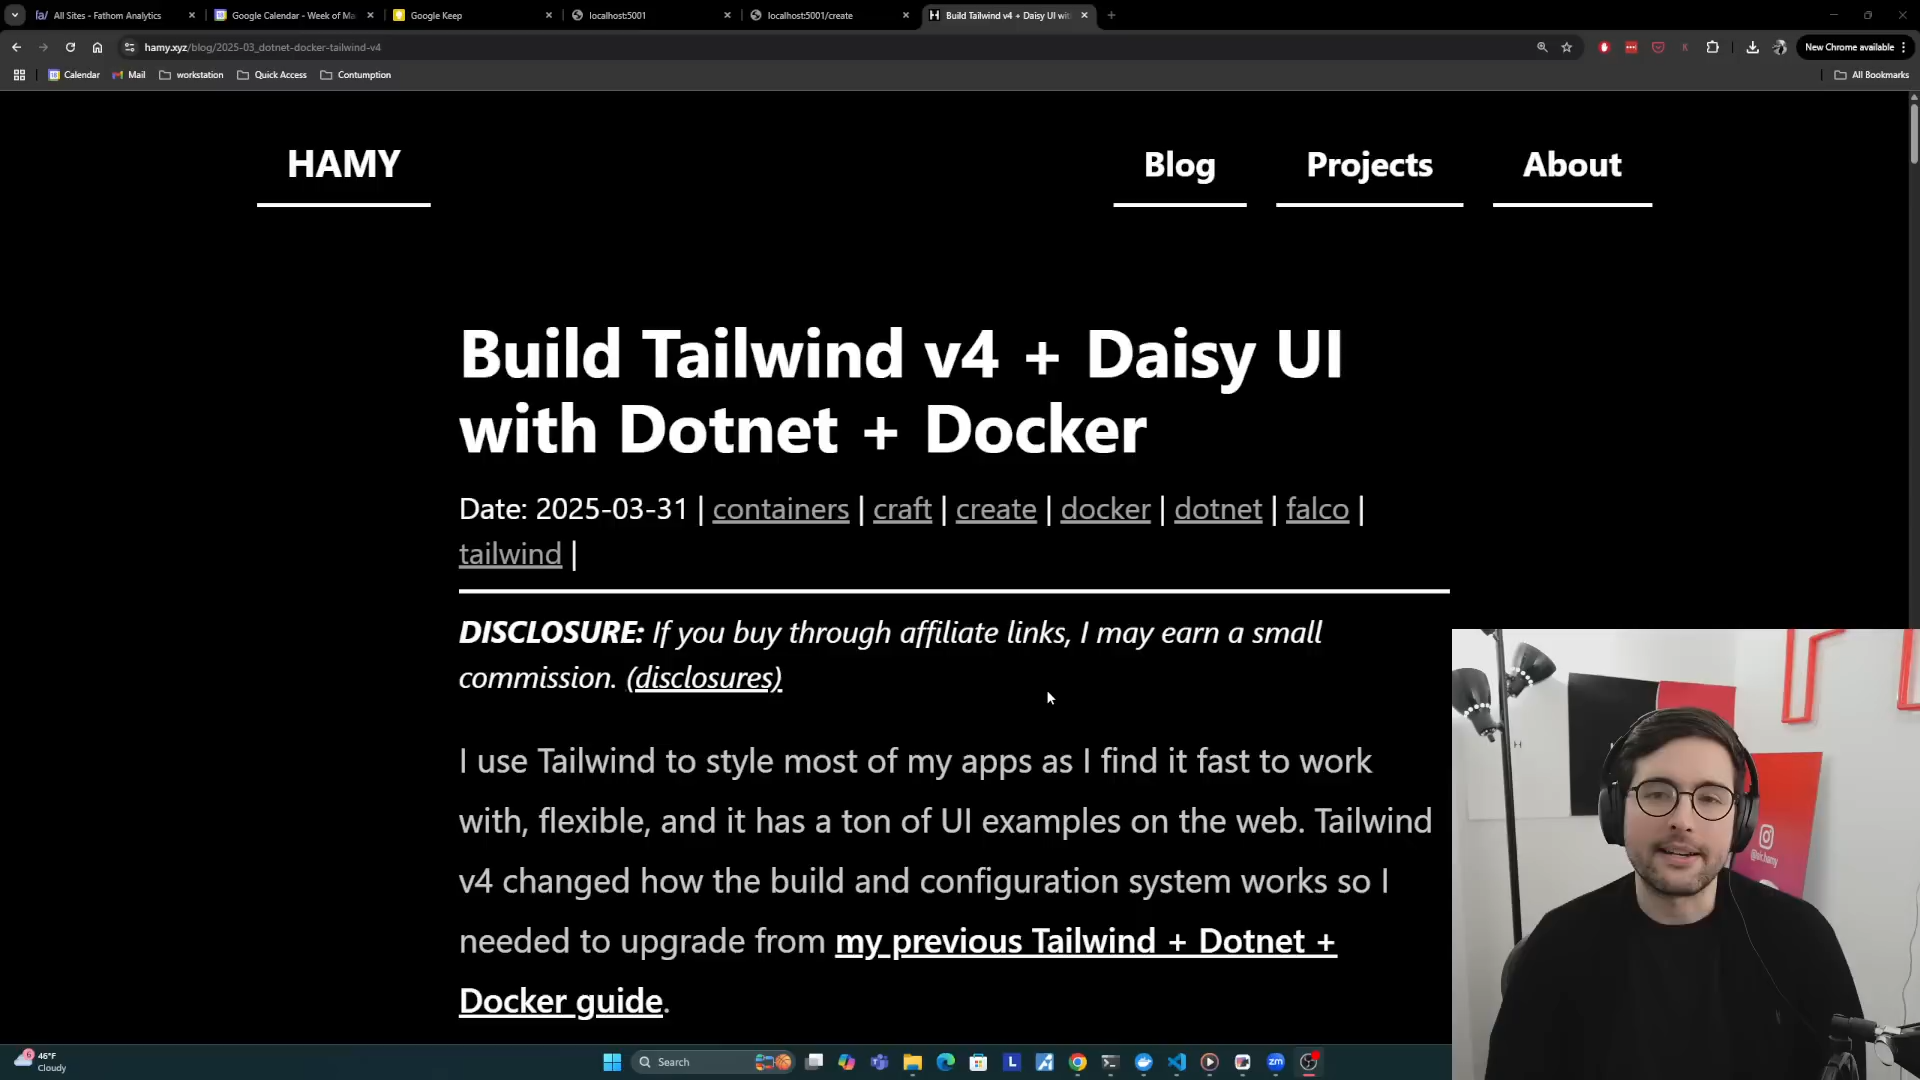 All Sites - Fathom Analytics
Google Calendar - Week of Ma
Google Keep
localhost:5001
localhost:5001/create
Build Tailwind v4 + Daisy UI wit
hamy.xyz/blog/2025-03_dotnet-docker-tailwind-v4
New Chrome available
Calendar
Mail
workstation
Quick Access
Contumption
All Bookmarks
HAMY
Blog
Projects
About
Build Tailwind v4 + Daisy UI
with Dotnet + Docker
Date: 2025-03-31 | containers | craft | create | docker | dotnet | falco |
tailwind |
DISCLOSURE: If you buy through affiliate links, I may earn a small
commission. (disclosures)
I use Tailwind to style most of my apps as I find it fast to work
with, flexible, and it has a ton of UI examples on the web. Tailwind
v4 changed how the build and configuration system works so I
needed to upgrade from my previous Tailwind + Dotnet +
Docker guide.
46°F
Cloudy
Search